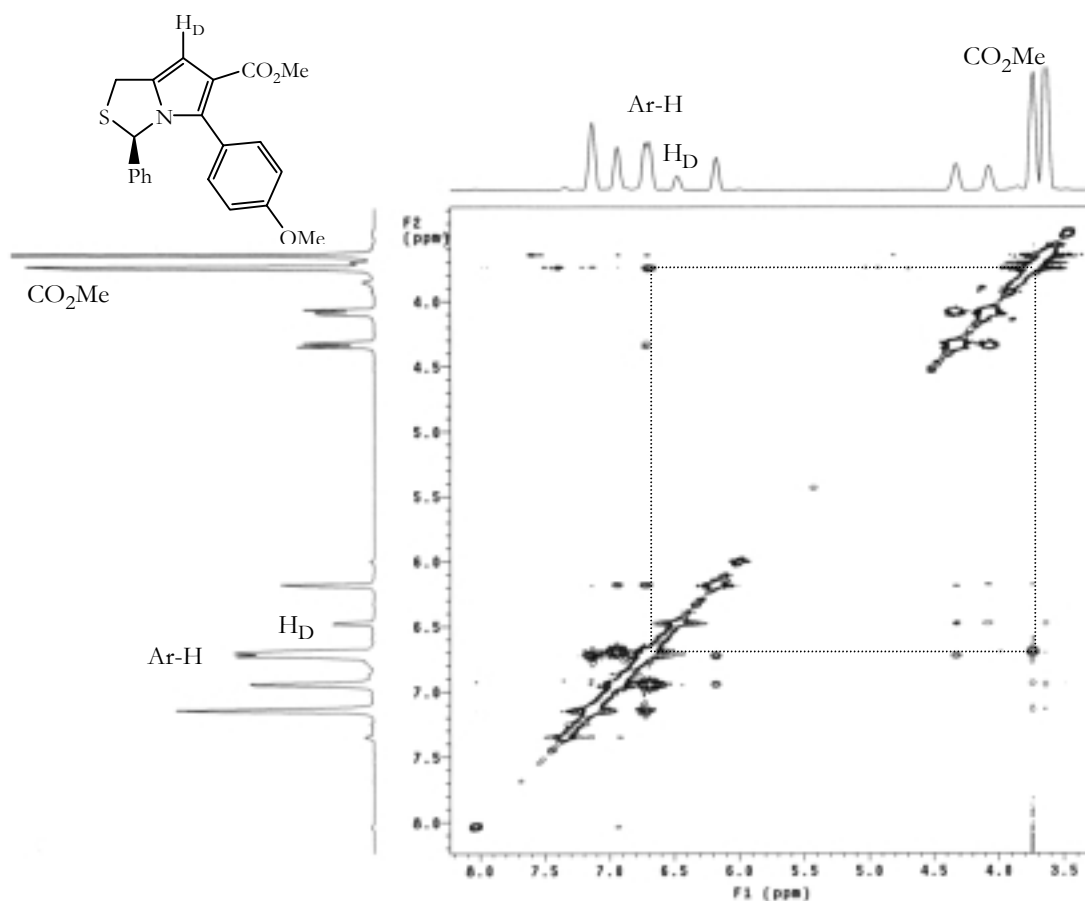 H_D
CO₂Me
S
N
Ph
OMe
CO₂Me
Ar-H
H_D
CO₂Me
H_D
Ar-H
F2
(ppm)
4.0
4.5
5.0
5.5
6.0
6.5
7.0
7.5
8.0
8.0 7.5 7.0 6.5 6.0 5.5 5.0 4.5 4.0 3.5
F1 (ppm)